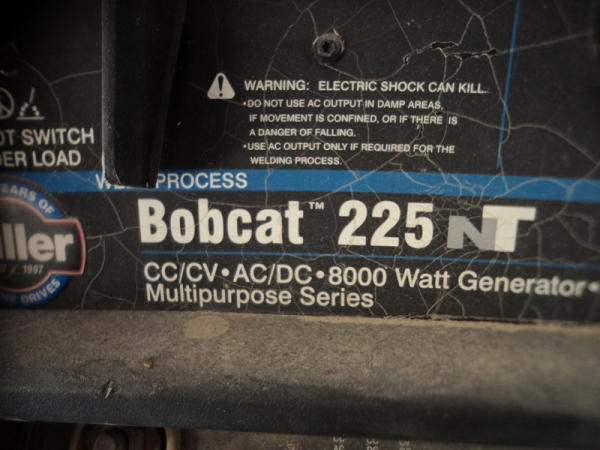 WARNING: ELECTRIC SHOCK CAN KILL.
•DO NOT USE AC OUTPUT IN DAMP AREAS,
IF MOVEMENT IS CONFINED, OR IF THERE IS
A DANGER OF FALLING.
•USE AC OUTPUT ONLY IF REQUIRED FOR THE
WELDING PROCESS.
OT SWITCH
DER LOAD
PROCESS
EARS OF
ller
1997
NE DRIVES
Bobcat™ 225 NT
CC/CV•AC/DC•8000 Watt Generator•
Multipurpose Series